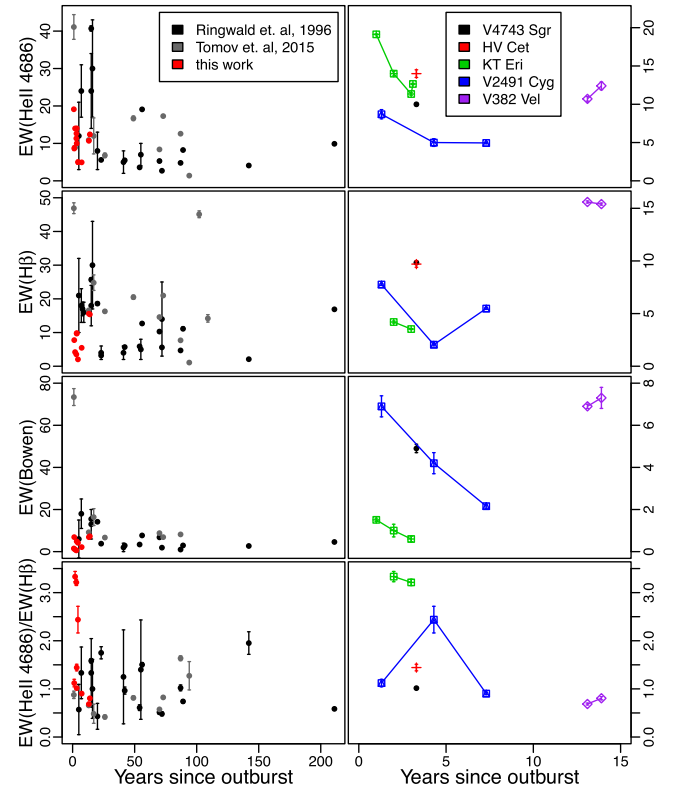 EW(HeII 4686)
0 10 20 30 40
Ringwald et. al, 1996
Tomov et. al, 2015
this work
V4743 Sgr
HV Cet
KT Eri
V2491 Cyg
V382 Vel
0 5 10 15 20
EW(Hβ)
0 10 20 30 40 50
0 5 10 15
EW(Bowen)
0 20 40 60 80
0 2 4 6 8
EW(HeII 4686)/EW(Hβ)
0.0 1.0 2.0 3.0
0.0 1.0 2.0 3.0
0 50 100 150 200
0 5 10 15
Years since outburst
Years since outburst